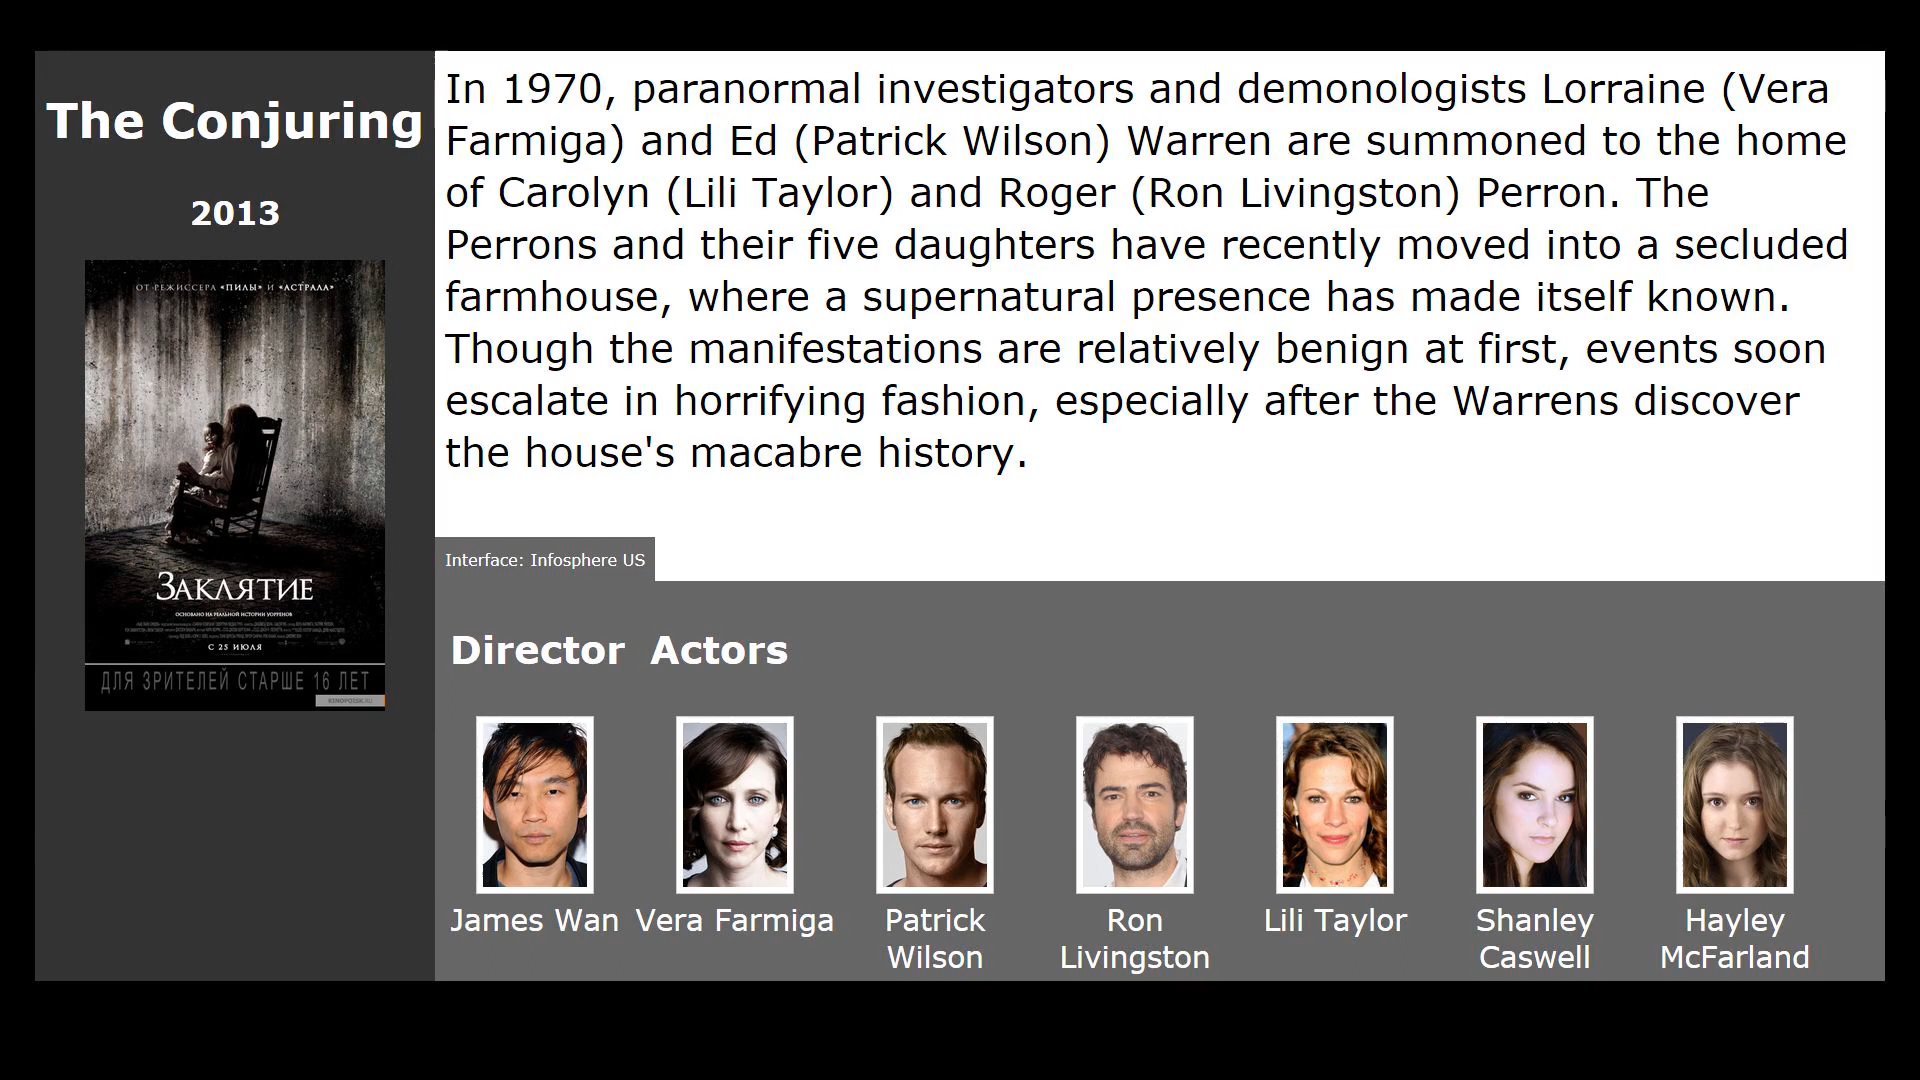 The Conjuring
2013
ОТ РЕЖИССЕРА «ПИЛЫ» И «АСТРАЛА»
ЗАКЛЯТИЕ
ОСНОВАНО НА РЕАЛЬНОЙ ИСТОРИИ УОРРЕНОВ
С 25 ИЮЛЯ
ДЛЯ ЗРИТЕЛЕЙ СТАРШЕ 16 ЛЕТ
KINOPOISK.RU
In 1970, paranormal investigators and demonologists Lorraine (Vera
Farmiga) and Ed (Patrick Wilson) Warren are summoned to the home
of Carolyn (Lili Taylor) and Roger (Ron Livingston) Perron. The
Perrons and their five daughters have recently moved into a secluded
farmhouse, where a supernatural presence has made itself known.
Though the manifestations are relatively benign at first, events soon
escalate in horrifying fashion, especially after the Warrens discover
the house's macabre history.
Interface: Infosphere US
Director Actors
James Wan
Vera Farmiga
Patrick
Wilson
Ron
Livingston
Lili Taylor
Shanley
Caswell
Hayley
McFarland